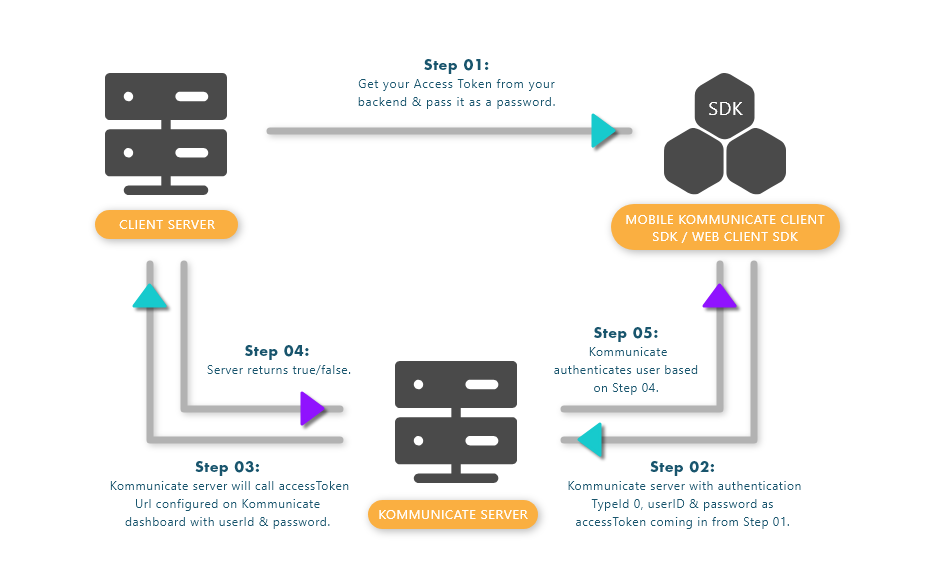 Step 01:
Get your Access Token from your
backend & pass it as a password.
SDK
CLIENT SERVER
MOBILE KOMMUNICATE CLIENT
SDK / WEB CLIENT SDK
Step 04:
Server returns true/false.
Step 05:
Kommunicate
authenticates user based
on Step 04.
Step 03:
Kommunicate server will call accessToken
Url configured on Kommunicate
dashboard with userId & password.
KOMMUNICATE SERVER
Step 02:
Kommunicate server with authentication
TypeId 0, userID & password as
accessToken coming in from Step 01.